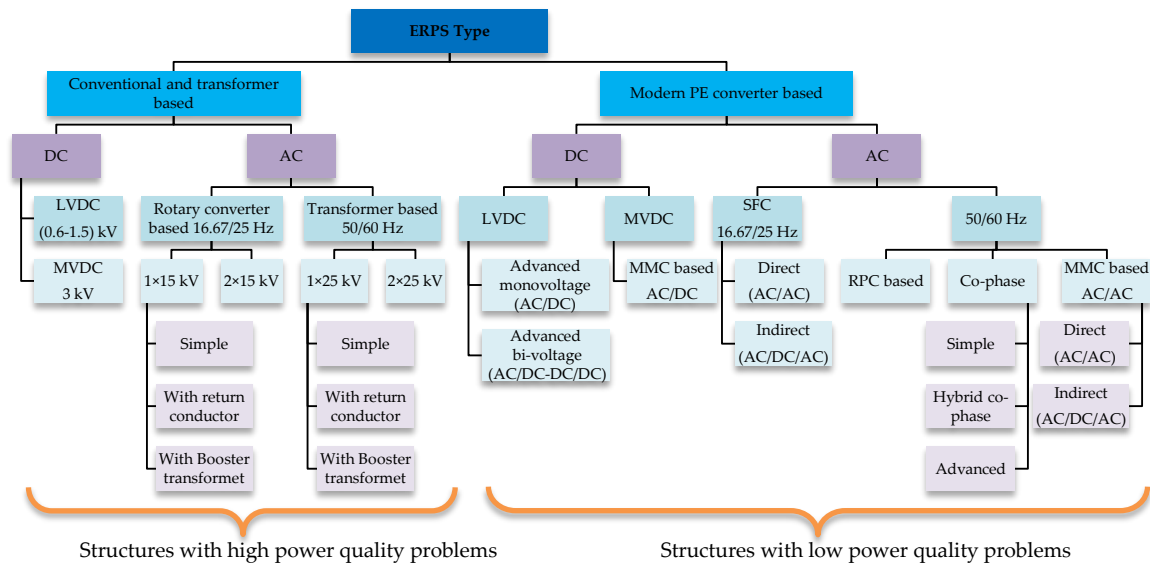 ERPS Type
Conventional and transformer
based
Modern PE converter based
DC
AC
DC
AC
LVDC
(0.6-1.5) kV
MVDC
3 kV
Rotary converter
based 16.67/25 Hz
Transformer based
50/60 Hz
1×15 kV
2×15 kV
1×25 kV
2×25 kV
Simple
With return
conductor
With Booster
transformet
Simple
With return
conductor
With Booster
transformet
LVDC
MVDC
SFC
16.67/25 Hz
50/60 Hz
Advanced
monovoltage
(AC/DC)
Advanced
bi-voltage
(AC/DC-DC/DC)
MMC based
AC/DC
Direct
(AC/AC)
Indirect
(AC/DC/AC)
RPC based
Co-phase
MMC based
AC/AC
Simple
Hybrid co-
phase
Advanced
Direct
(AC/AC)
Indirect
(AC/DC/AC)
Structures with high power quality problems
Structures with low power quality problems